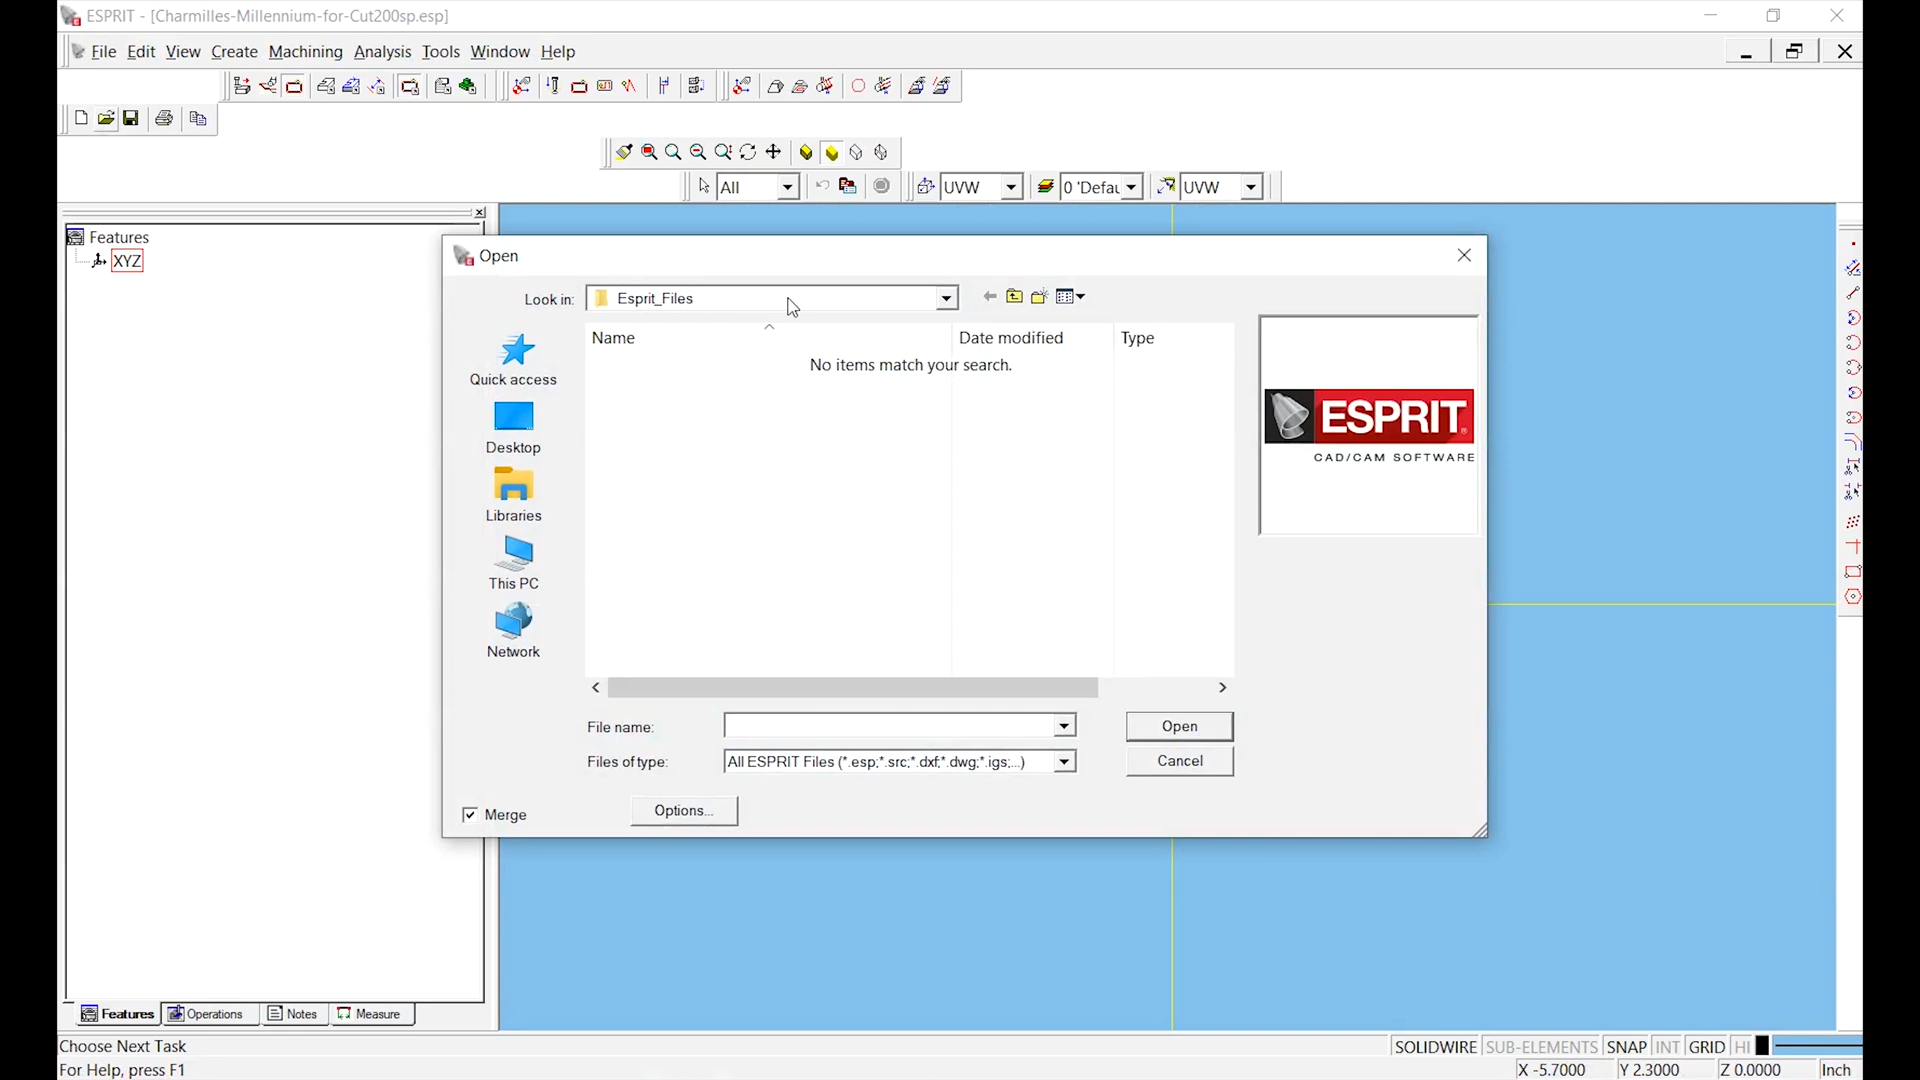 ESPRIT - [Charmilles-Millennium-for-Cut200sp.esp]
File Edit View Create Machining Analysis Tools Window Help
All UVW 0 'Defau UVW
Features
XYZ
Open
Look in: Esprit_Files
Name Date modified Type
No items match your search.
Quick access
Desktop
Libraries
This PC
Network
ESPRIT
CAD/CAM SOFTWARE
File name: Open
Files of type: All ESPRIT Files (*.esp;*.src;*.dxf;*.dwg;*.igs;...) Cancel
Merge Options...
Features Operations Notes Measure
Choose Next Task SOLIDWIRE SUB-ELEMENTS SNAP INT GRID HI
For Help, press F1 X -5.7000 Y 2.3000 Z 0.0000 Inch